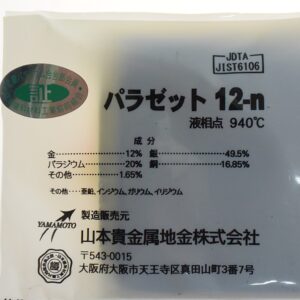 JDTA
JIST6106
証
パラゼット 12-n
液相点 940℃
成分
金 12% 銀 49.5%
パラジウム 20% 銅 16.85%
その他 1.65%
その他‥‥亜鉛、インジウム、ガリウム、イリジウム
YAMAMOTO
製造販売元
山本貴金属地金株式会社
〒543-0015
大阪府大阪市天王寺区真田山町3番7号